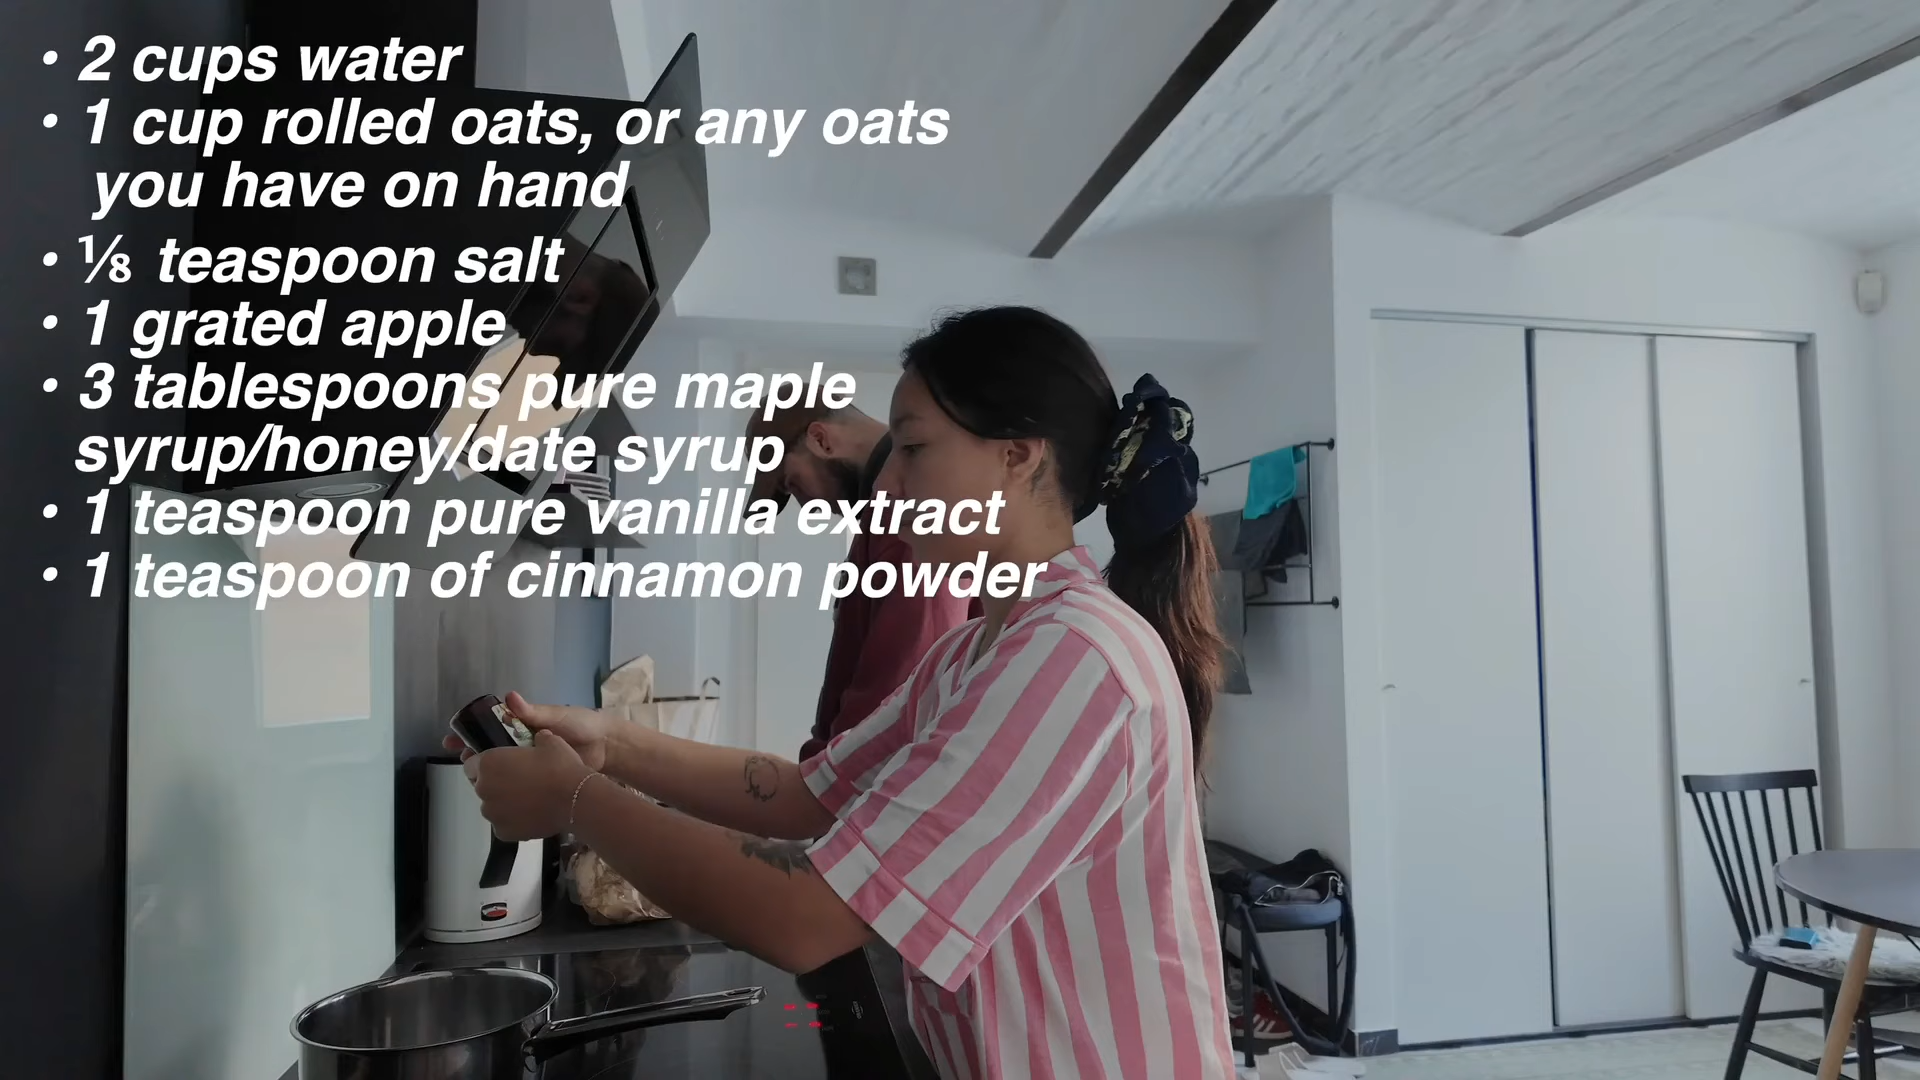 • 2 cups water
• 1 cup rolled oats, or any oats
you have on hand
• ⅛ teaspoon salt
• 1 grated apple
• 3 tablespoons pure maple
syrup/honey/date syrup
• 1 teaspoon pure vanilla extract
• 1 teaspoon of cinnamon powder